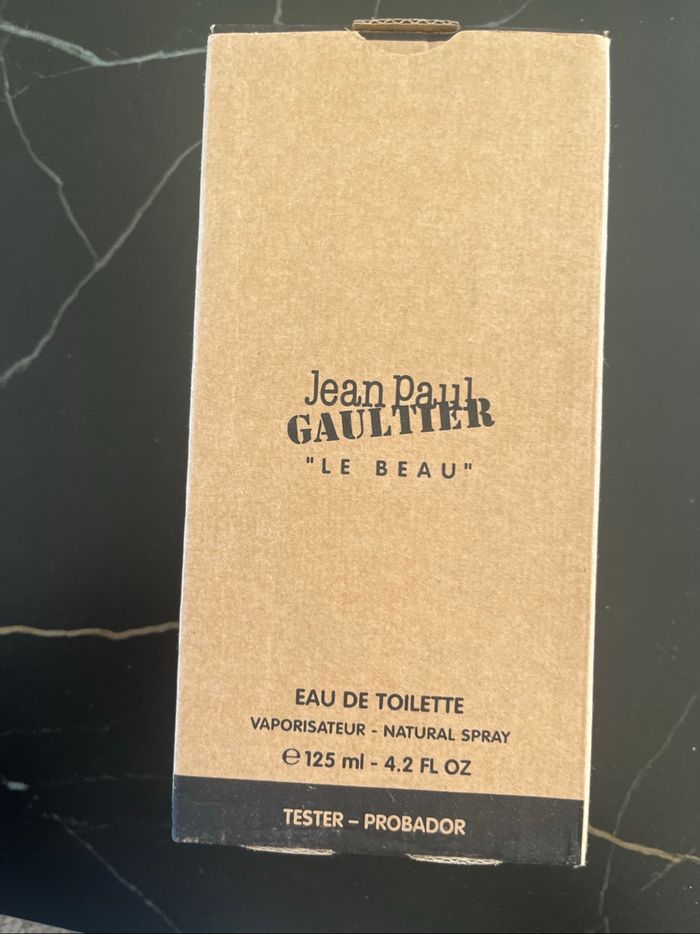 Jean Paul
GAULTIER
"LE BEAU"
EAU DE TOILETTE
VAPORISATEUR - NATURAL SPRAY
℮ 125 ml - 4.2 FL OZ
TESTER – PROBADOR